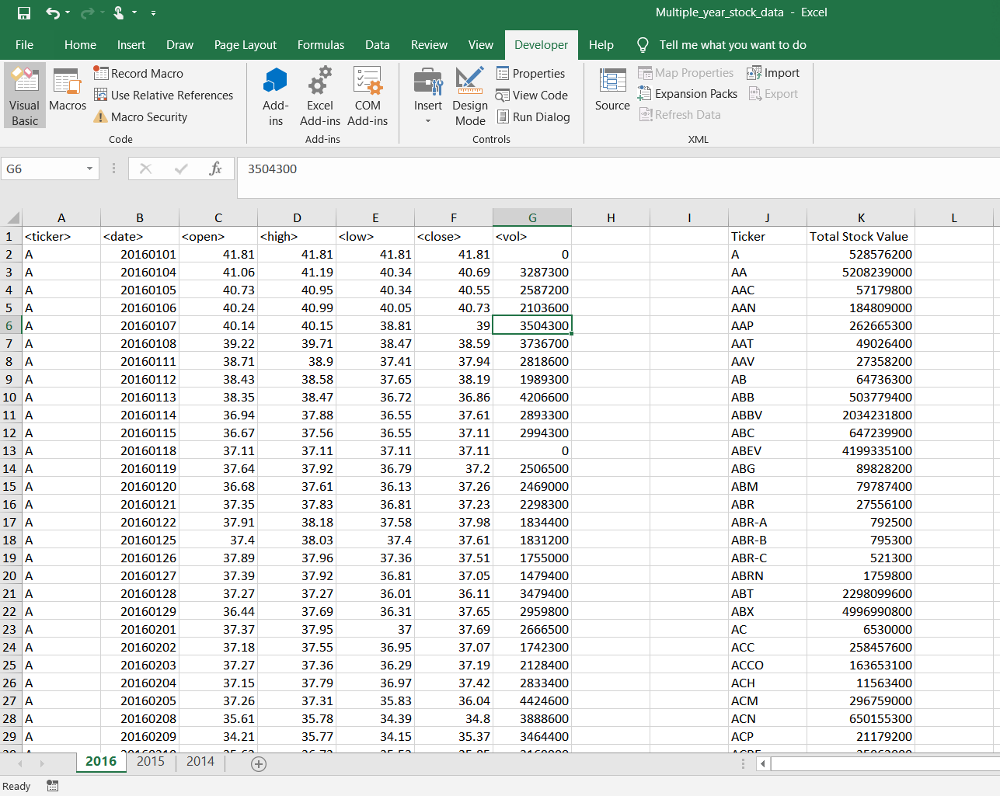 Multiple_year_stock_data - Excel
File Home Insert Draw Page Layout Formulas Data Review View Developer Help Tell me what you want to do
Visual Basic
Macros
Record Macro
Use Relative References
Macro Security
Code
Add-ins
Excel Add-ins
COM Add-ins
Add-ins
Insert
Design Mode
Properties
View Code
Run Dialog
Controls
Source
Map Properties
Expansion Packs
Refresh Data
Import
Export
XML
G6 fx 3504300
A B C D E F G H I J K L
1 <ticker> <date> <open> <high> <low> <close> <vol> Ticker Total Stock Value
2 A 20160101 41.81 41.81 41.81 41.81 0 A 528576200
3 A 20160104 41.06 41.19 40.34 40.69 3287300 AA 5208239000
4 A 20160105 40.73 40.95 40.34 40.55 2587200 AAC 57179800
5 A 20160106 40.24 40.99 40.05 40.73 2103600 AAN 184809000
6 A 20160107 40.14 40.15 38.81 39 3504300 AAP 262665300
7 A 20160108 39.22 39.71 38.47 38.59 3736700 AAT 49026400
8 A 20160111 38.71 38.9 37.41 37.94 2818600 AAV 27358200
9 A 20160112 38.43 38.58 37.65 38.19 1989300 AB 64736300
10 A 20160113 38.35 38.47 36.72 36.86 4206600 ABB 503779400
11 A 20160114 36.94 37.88 36.55 37.61 2893300 ABBV 2034231800
12 A 20160115 36.67 37.56 36.55 37.11 2994300 ABC 647239900
13 A 20160118 37.11 37.11 37.11 37.11 0 ABEV 4199335100
14 A 20160119 37.64 37.92 36.79 37.2 2506500 ABG 89828200
15 A 20160120 36.68 37.61 36.13 37.26 2469000 ABM 79787400
16 A 20160121 37.35 37.83 36.81 37.23 2298300 ABR 27556100
17 A 20160122 37.91 38.18 37.58 37.98 1834400 ABR-A 792500
18 A 20160125 37.4 38.03 37.4 37.61 1831200 ABR-B 795300
19 A 20160126 37.89 37.96 37.36 37.51 1755000 ABR-C 521300
20 A 20160127 37.39 37.92 36.81 37.05 1479400 ABRN 1759800
21 A 20160128 37.27 37.27 36.01 36.11 3479400 ABT 2298099600
22 A 20160129 36.44 37.69 36.31 37.65 2959800 ABX 4996990800
23 A 20160201 37.37 37.95 37 37.69 2666500 AC 6530000
24 A 20160202 37.18 37.55 36.95 37.07 1742300 ACC 258457600
25 A 20160203 37.27 37.36 36.29 37.19 2128400 ACCO 163653100
26 A 20160204 37.15 37.79 36.97 37.42 2833400 ACH 11563400
27 A 20160205 37.26 37.31 35.83 36.04 4424600 ACM 296759000
28 A 20160208 35.61 35.78 34.39 34.8 3888600 ACN 650155300
29 A 20160209 34.21 35.77 34.15 35.37 3464400 ACP 21179200
2016 2015 2014
Ready